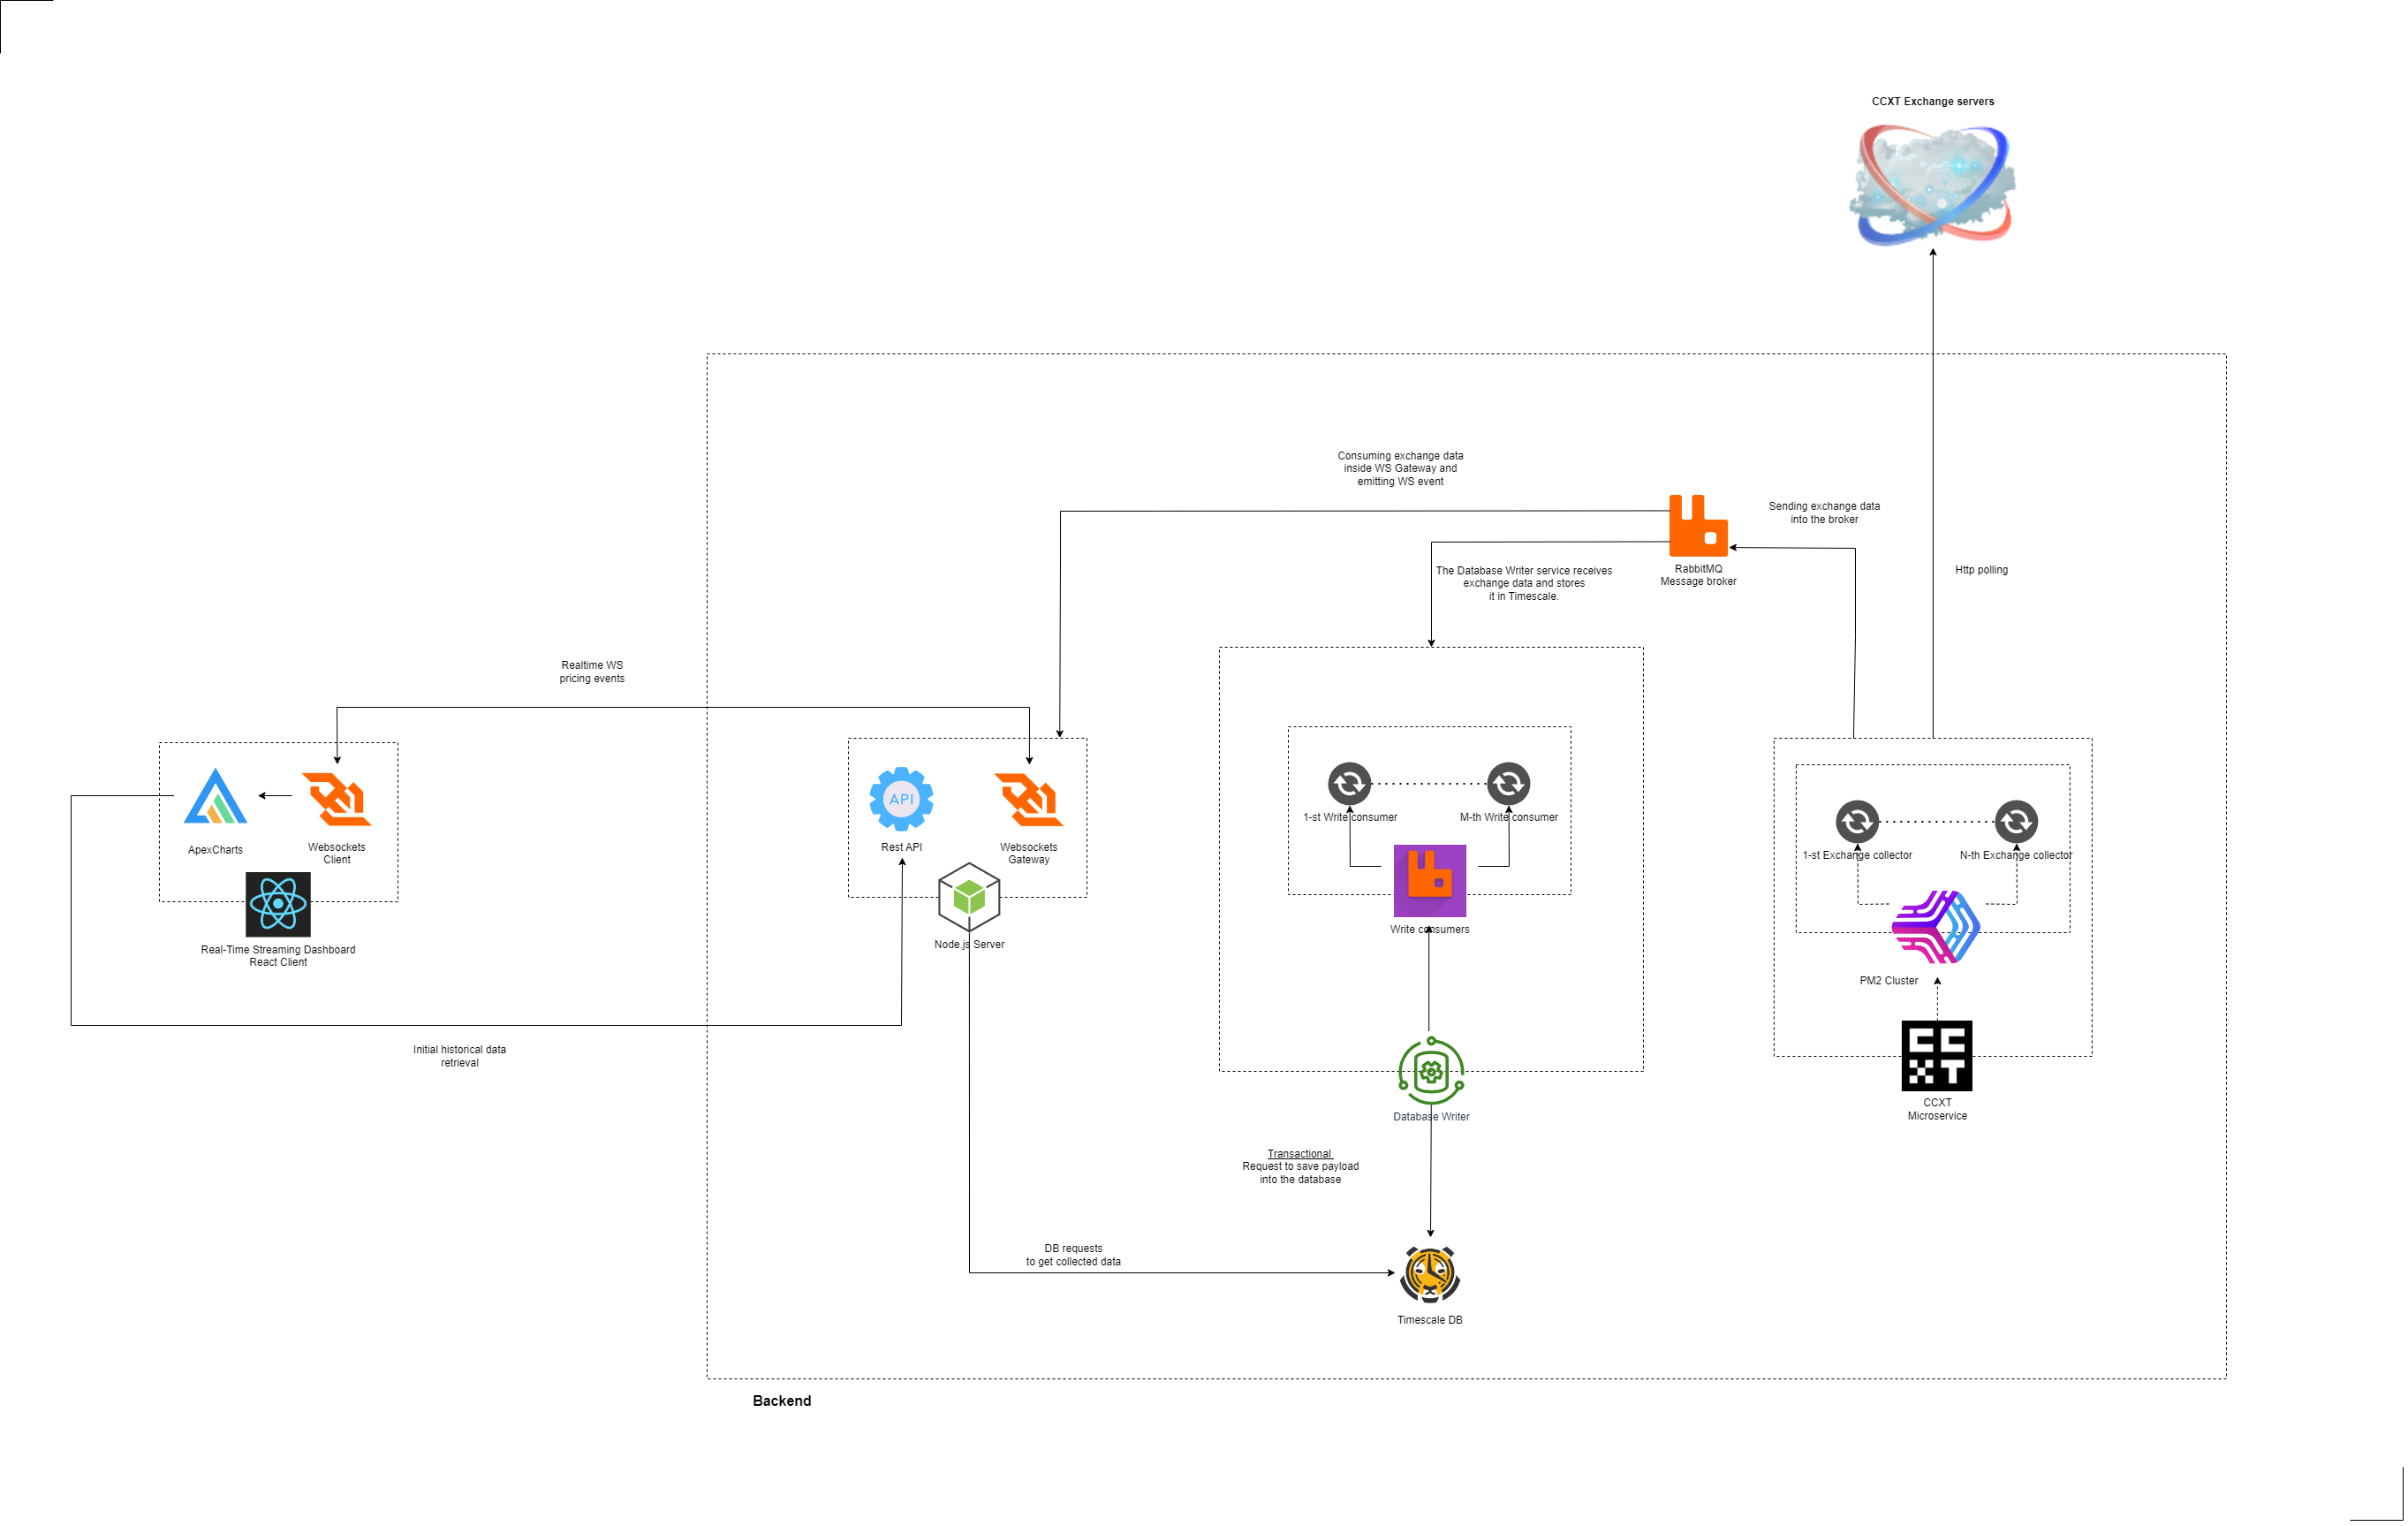 CCXT Exchange servers
Consuming exchange data
inside WS Gateway and
emitting WS event
Sending exchange data
into the broker
RabbitMQ
Message broker
The Database Writer service receives
exchange data and stores
it in Timescale.
Http polling
Realtime WS
pricing events
ApexCharts
Websockets
Client
Real-Time Streaming Dashboard
React Client
API
Rest API
Websockets
Gateway
Node.js Server
1-st Write consumer
M-th Write consumer
Write consumers
1-st Exchange collector
N-th Exchange collector
PM2 Cluster
CCXT
CCXT
Microservice
Initial historical data
retrieval
Database Writer
Transactional
Request to save payload
into the database
DB requests
to get collected data
Timescale DB
Backend